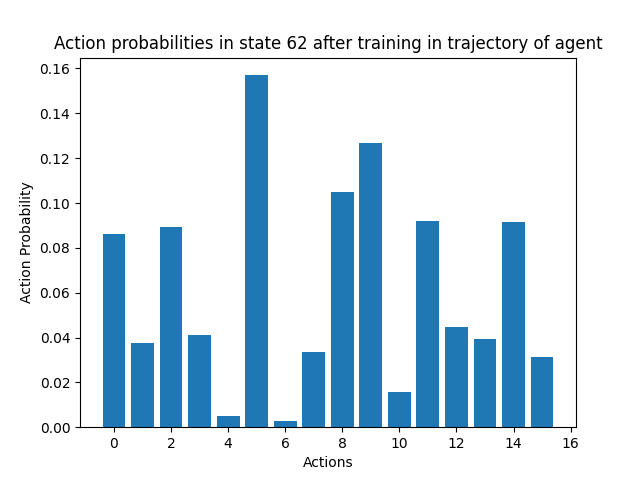 Action probabilities in state 62 after training in trajectory of agent
0.16
0.14
0.12
0.10
0.08
0.06
0.04
0.02
0.00
Action Probability
0 2 4 6 8 10 12 14 16
Actions